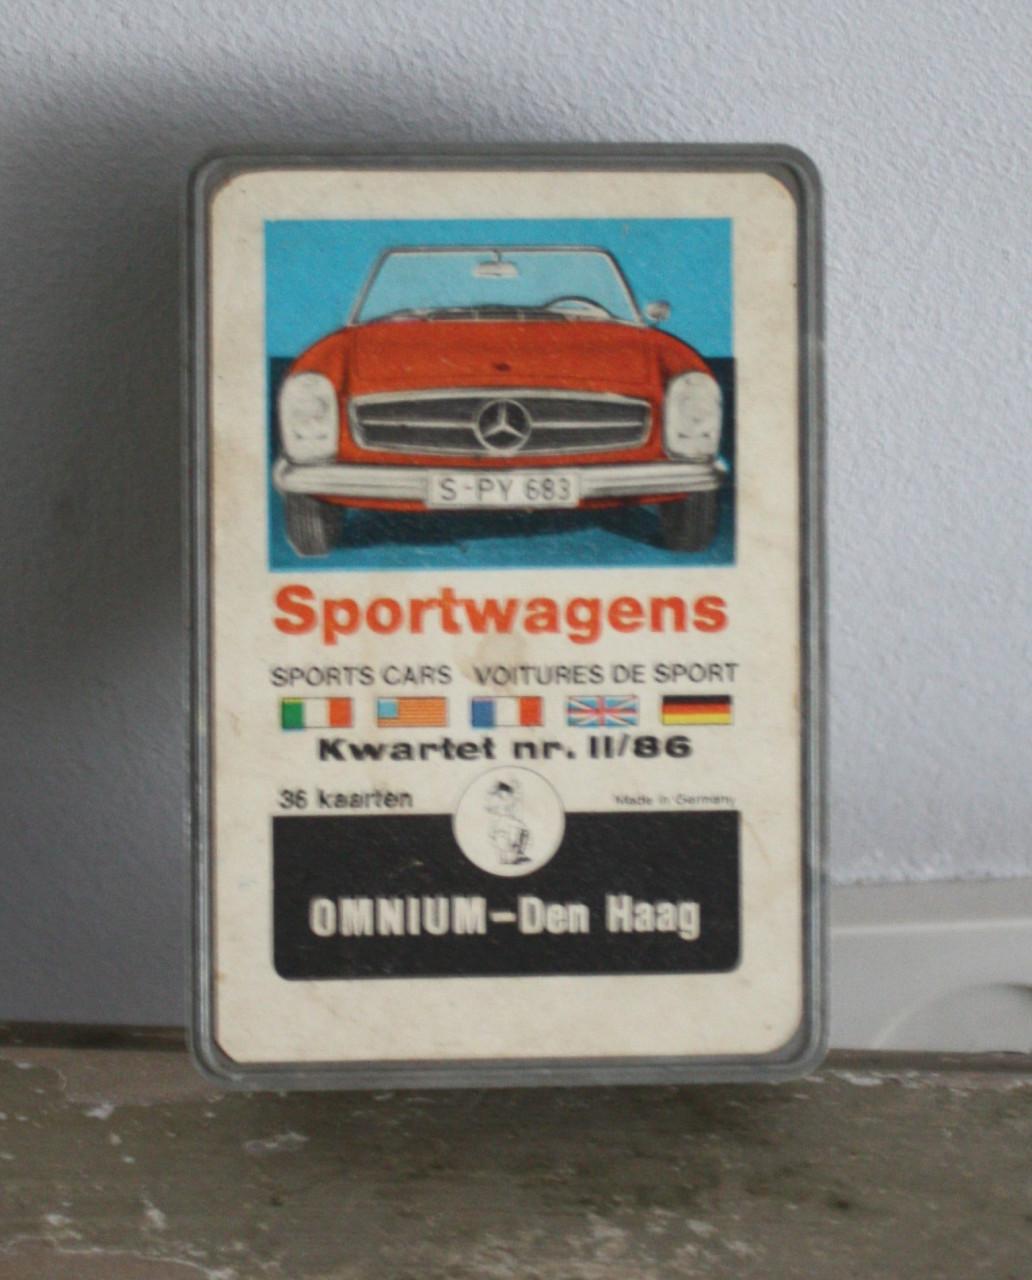 S-PY 683
Sportwagens
SPORTS CARS VOITURES DE SPORT
Kwartet nr. II/86
36 kaarten Made in Germany
OMNIUM-Den Haag